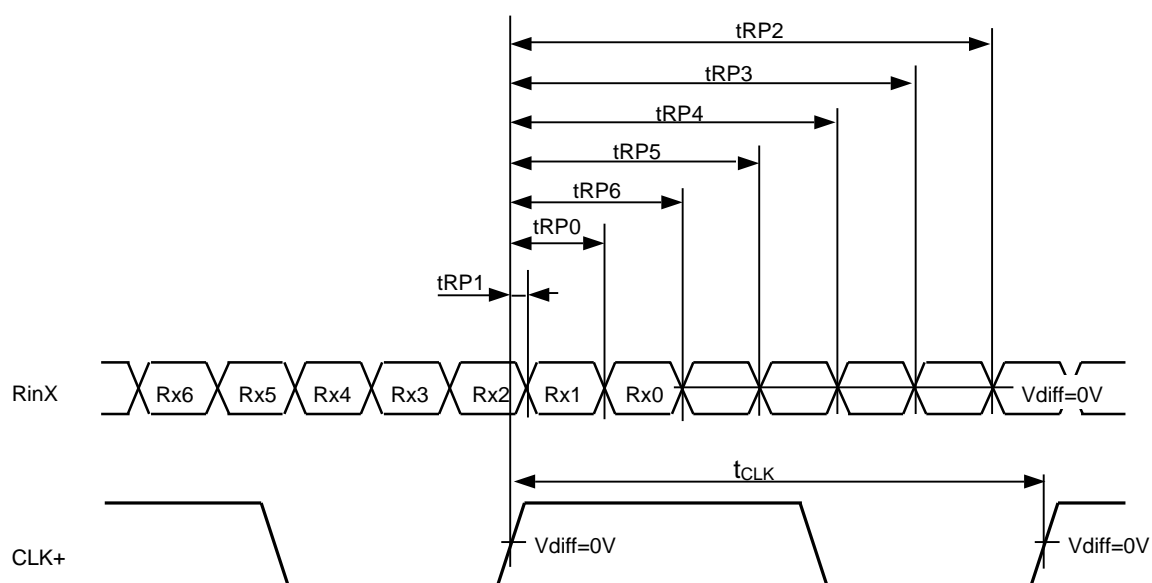 tRP2
tRP3
tRP4
tRP5
tRP6
tRP0
tRP1
RinX Rx6 Rx5 Rx4 Rx3 Rx2 Rx1 Rx0 Vdiff=0V
tCLK
CLK+ Vdiff=0V Vdiff=0V